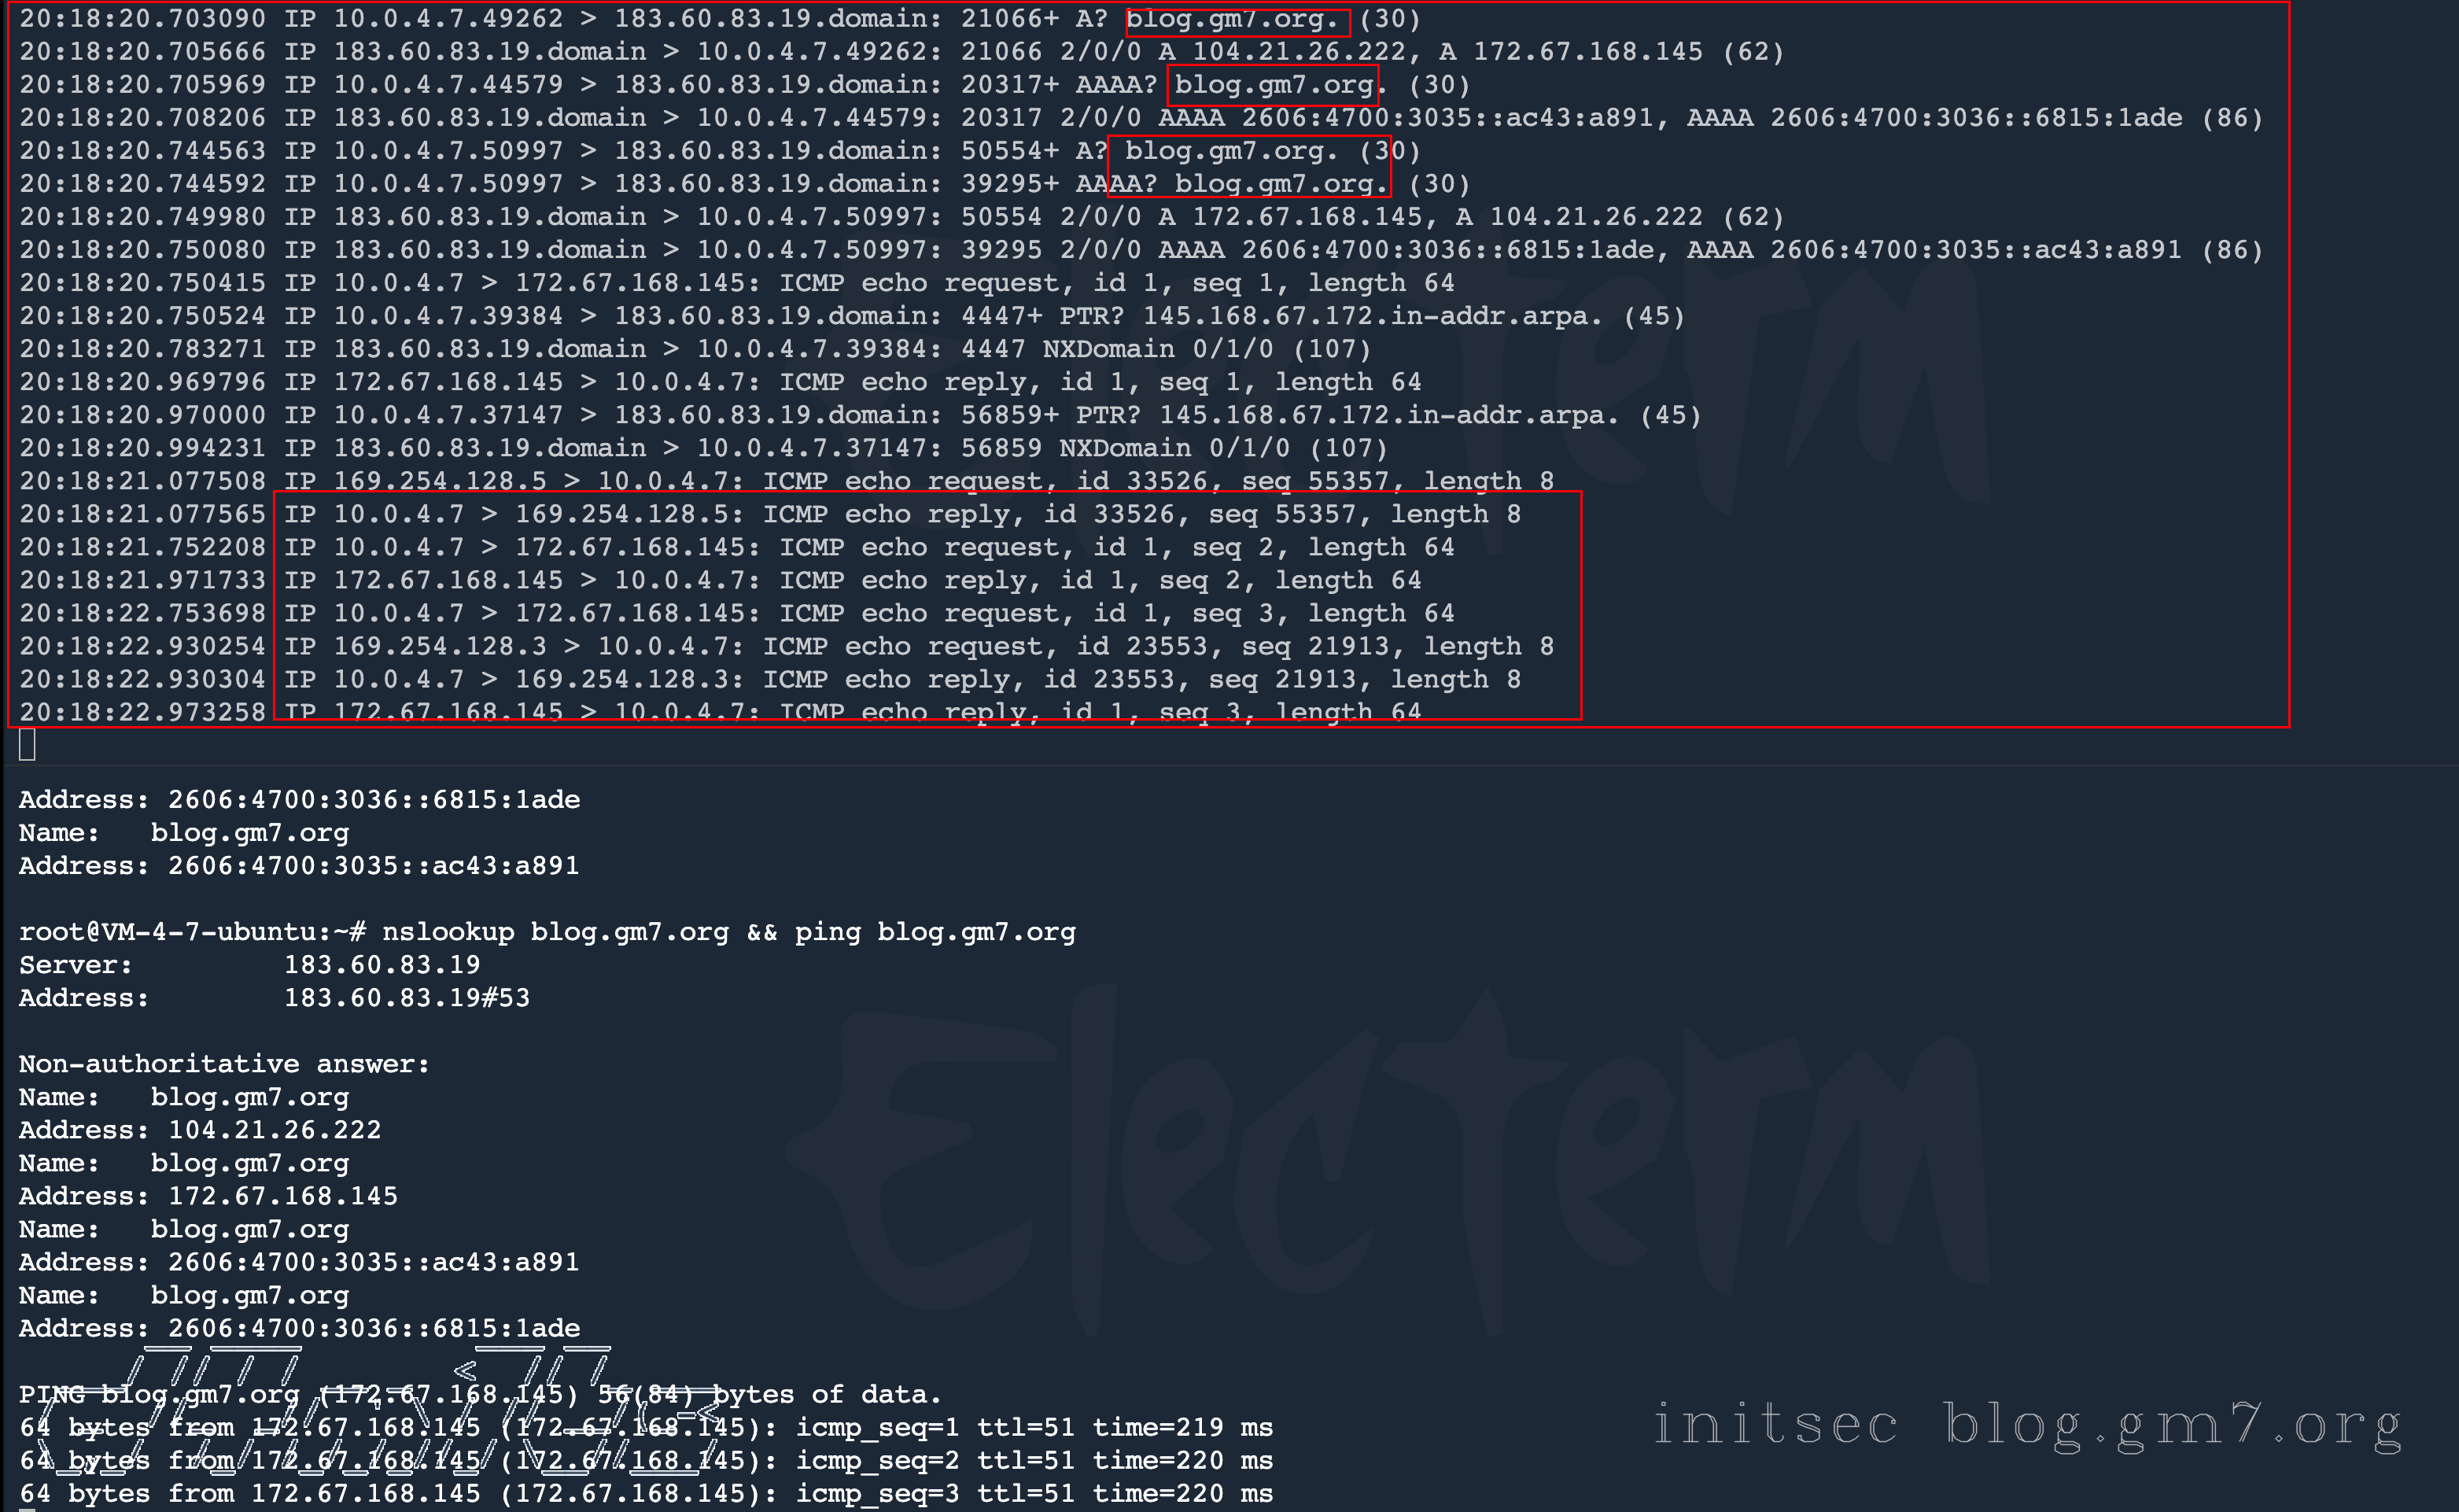 20:18:20.703090 IP 10.0.4.7.49262 > 183.60.83.19.domain: 21066+ A? blog.gm7.org. (30)
20:18:20.705666 IP 183.60.83.19.domain > 10.0.4.7.49262: 21066 2/0/0 A 104.21.26.222, A 172.67.168.145 (62)
20:18:20.705969 IP 10.0.4.7.44579 > 183.60.83.19.domain: 20317+ AAAA? blog.gm7.org. (30)
20:18:20.708206 IP 183.60.83.19.domain > 10.0.4.7.44579: 20317 2/0/0 AAAA 2606:4700:3035::ac43:a891, AAAA 2606:4700:3036::6815:1ade (86)
20:18:20.744563 IP 10.0.4.7.50997 > 183.60.83.19.domain: 50554+ A? blog.gm7.org. (30)
20:18:20.744592 IP 10.0.4.7.50997 > 183.60.83.19.domain: 39295+ AAAA? blog.gm7.org. (30)
20:18:20.749980 IP 183.60.83.19.domain > 10.0.4.7.50997: 50554 2/0/0 A 172.67.168.145, A 104.21.26.222 (62)
20:18:20.750080 IP 183.60.83.19.domain > 10.0.4.7.50997: 39295 2/0/0 AAAA 2606:4700:3036::6815:1ade, AAAA 2606:4700:3035::ac43:a891 (86)
20:18:20.750415 IP 10.0.4.7 > 172.67.168.145: ICMP echo request, id 1, seq 1, length 64
20:18:20.750524 IP 10.0.4.7.39384 > 183.60.83.19.domain: 4447+ PTR? 145.168.67.172.in-addr.arpa. (45)
20:18:20.783271 IP 183.60.83.19.domain > 10.0.4.7.39384: 4447 NXDomain 0/1/0 (107)
20:18:20.969796 IP 172.67.168.145 > 10.0.4.7: ICMP echo reply, id 1, seq 1, length 64
20:18:20.970000 IP 10.0.4.7.37147 > 183.60.83.19.domain: 56859+ PTR? 145.168.67.172.in-addr.arpa. (45)
20:18:20.994231 IP 183.60.83.19.domain > 10.0.4.7.37147: 56859 NXDomain 0/1/0 (107)
20:18:21.077508 IP 169.254.128.5 > 10.0.4.7: ICMP echo request, id 33526, seq 55357, length 8
20:18:21.077565 IP 10.0.4.7 > 169.254.128.5: ICMP echo reply, id 33526, seq 55357, length 8
20:18:21.752208 IP 10.0.4.7 > 172.67.168.145: ICMP echo request, id 1, seq 2, length 64
20:18:21.971733 IP 172.67.168.145 > 10.0.4.7: ICMP echo reply, id 1, seq 2, length 64
20:18:22.753698 IP 10.0.4.7 > 172.67.168.145: ICMP echo request, id 1, seq 3, length 64
20:18:22.930254 IP 169.254.128.3 > 10.0.4.7: ICMP echo request, id 23553, seq 21913, length 8
20:18:22.930304 IP 10.0.4.7 > 169.254.128.3: ICMP echo reply, id 23553, seq 21913, length 8
20:18:22.973258 IP 172.67.168.145 > 10.0.4.7: ICMP echo reply, id 1, seq 3, length 64
Address: 2606:4700:3036::6815:1ade
Name: blog.gm7.org
Address: 2606:4700:3035::ac43:a891
root@VM-4-7-ubuntu:~# nslookup blog.gm7.org && ping blog.gm7.org
Server: 183.60.83.19
Address: 183.60.83.19#53
Non-authoritative answer:
Name: blog.gm7.org
Address: 104.21.26.222
Name: blog.gm7.org
Address: 172.67.168.145
Name: blog.gm7.org
Address: 2606:4700:3035::ac43:a891
Name: blog.gm7.org
Address: 2606:4700:3036::6815:1ade
PING blog.gm7.org (172.67.168.145) 56(84) bytes of data.
64 bytes from 172.67.168.145 (172.67.168.145): icmp_seq=1 ttl=51 time=219 ms
64 bytes from 172.67.168.145 (172.67.168.145): icmp_seq=2 ttl=51 time=220 ms
64 bytes from 172.67.168.145 (172.67.168.145): icmp_seq=3 ttl=51 time=220 ms
Electerm
Electerm
initsec blog.gm7.org